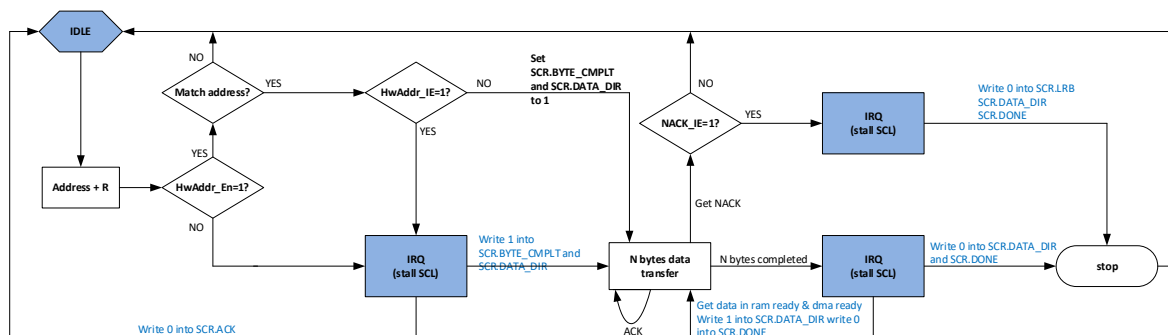 IDLE
NO
NO
Set
SCR.BYTE_CMPLT
and SCR.DATA_DIR
to 1
Match address?
YES
HwAddr_IE=1?
NO
NACK_IE=1?
YES
IRQ
(stall SCL)
Write 0 into SCR.LRB
SCR.DATA_DIR
SCR.DONE
YES
YES
Address + R
HwAddr_En=1?
Get NACK
NO
IRQ
(stall SCL)
Write 1 into
SCR.BYTE_CMPLT and
SCR.DATA_DIR
N bytes data
transfer
N bytes completed
IRQ
(stall SCL)
Write 0 into SCR.DATA_DIR
and SCR.DONE
stop
Write 0 into SCR.ACK
ACK
Get data in ram ready & dma ready
Write 1 into SCR.DATA_DIR write 0
into SCR.DONE